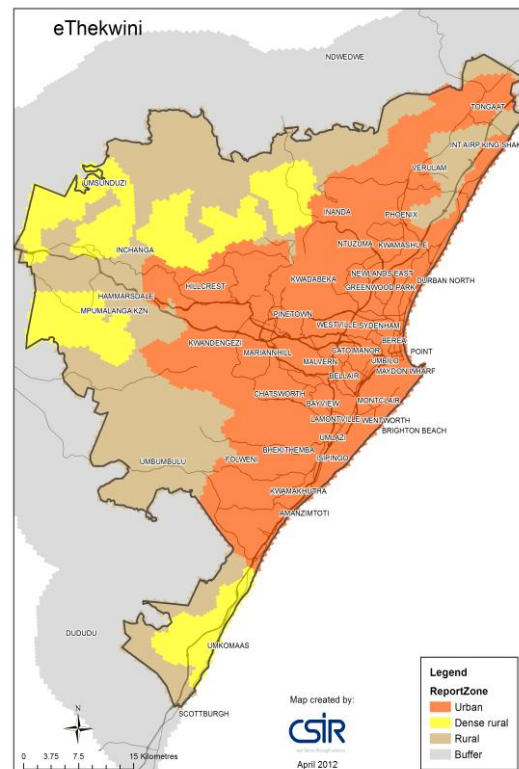 eThekwini
NDWEDWE
TONGAAT
INT AIRP KING SHAK
VERULAM
UMSUNDUZI
INANDA
PHOENIX
NTUZUMA
KWAMASHU E
INCHANGA
NEWLANDS EAST
DURBAN NORTH
KWADABEKA
GREENWOOD PARK
HILLCREST
HAMMARSDALE
MPUMALANGA KZN
PINETOWN
WESTVILLE
SYDENHAM
BEREA
KWANDENGEZI
MARIANNHILL
CATO MANOR
POINT
MALVERN
UMBILO
MAYDON WHARF
BELLAIR
CHATSWORTH
BAYVIEW
MONTCLAIR
LAMONTVILLE
WENTWORTH
BRIGHTON BEACH
UMLAZI
UMBUMBULU
FOLWENI
BHEKITHEMBA
ISIPINGO
KWAMAKHUTHA
AMANZIMTOTI
DUDUDU
UMKOMAAS
SCOTTBURGH
N
0 3.75 7.5 15 Kilometres
Map created by:
CSIR
our future through science
April 2012
Legend
ReportZone
Urban
Dense rural
Rural
Buffer